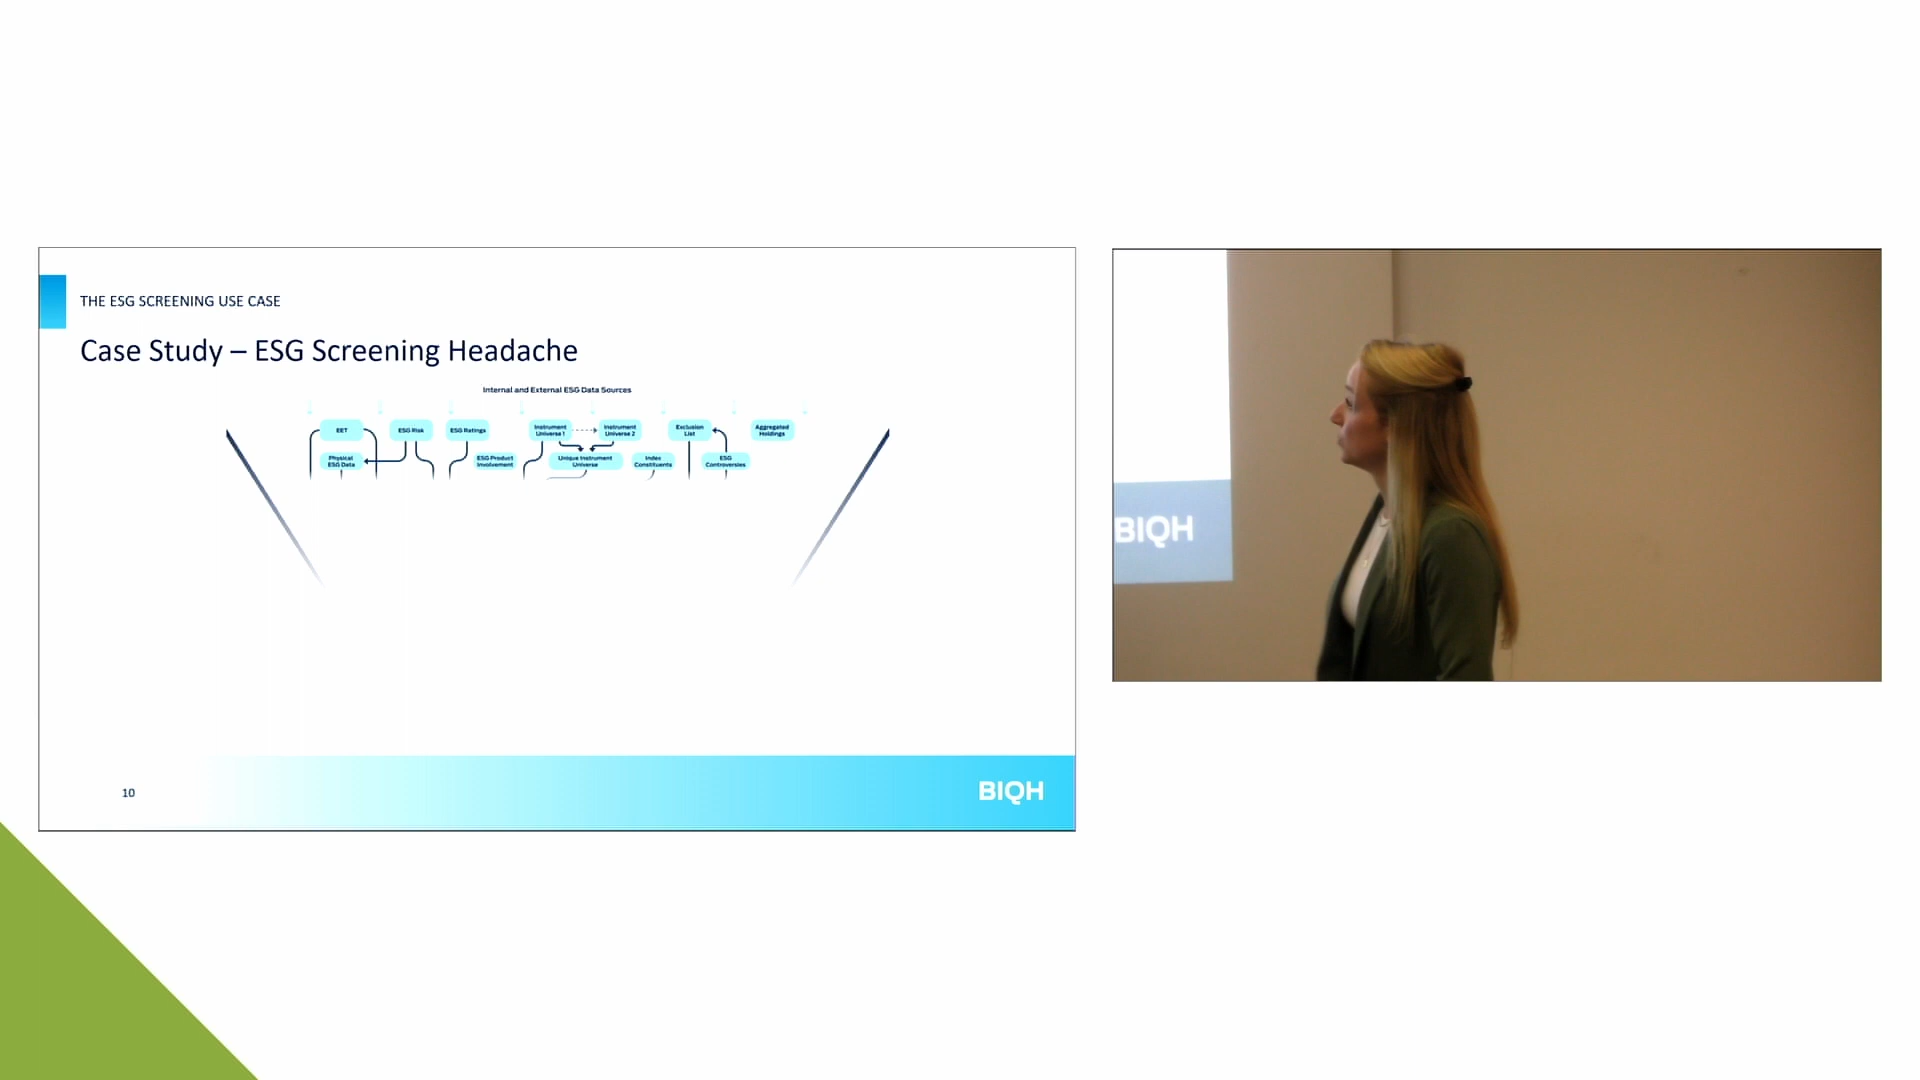 THE ESG SCREENING USE CASE
Case Study – ESG Screening Headache
Internal and External ESG Data Sources
EET
ESG Risk
ESG Ratings
Instrument
Universe 1
Instrument
Universe 2
Exclusion
List
Aggregated
Holdings
Physical
ESG Data
ESG Product
Involvement
Unique Instrument
Universe
Index
Constituents
ESG
Controversies
10
BIQH
BIQH